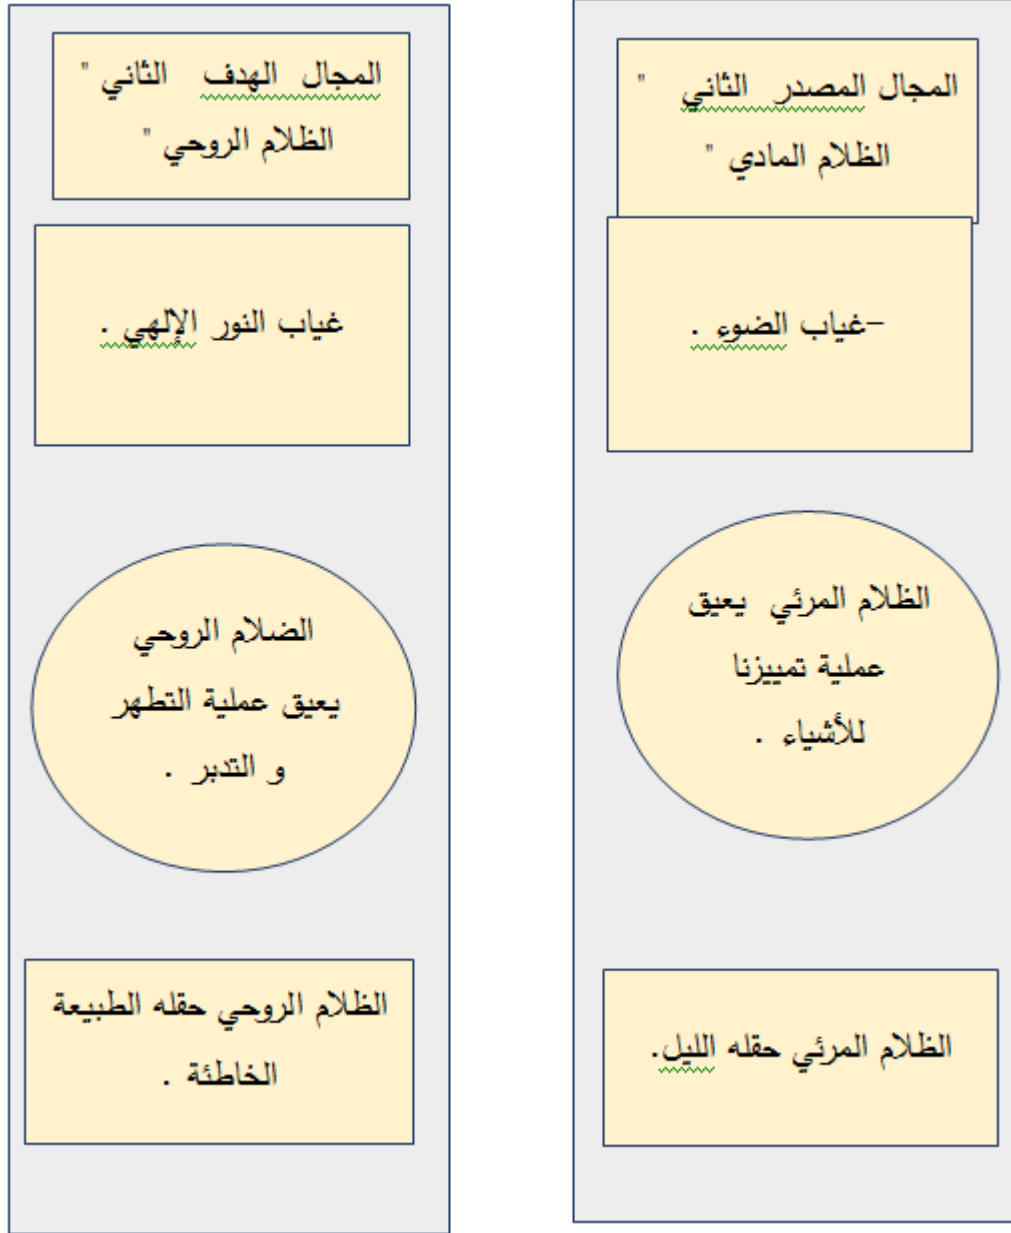 المجال المصدر الثاني "
الظلام المادي "
–غياب الضوء .
الظلام المرئي يعيق
عملية تمييزنا
للأشياء .
الظلام المرئي حقله الليل.
المجال الهدف الثاني "
الظلام الروحي "
غياب النور الإلهي .
الضلام الروحي
يعيق عملية التطهر
و التدبر .
الظلام الروحي حقله الطبيعة
الخاطئة .